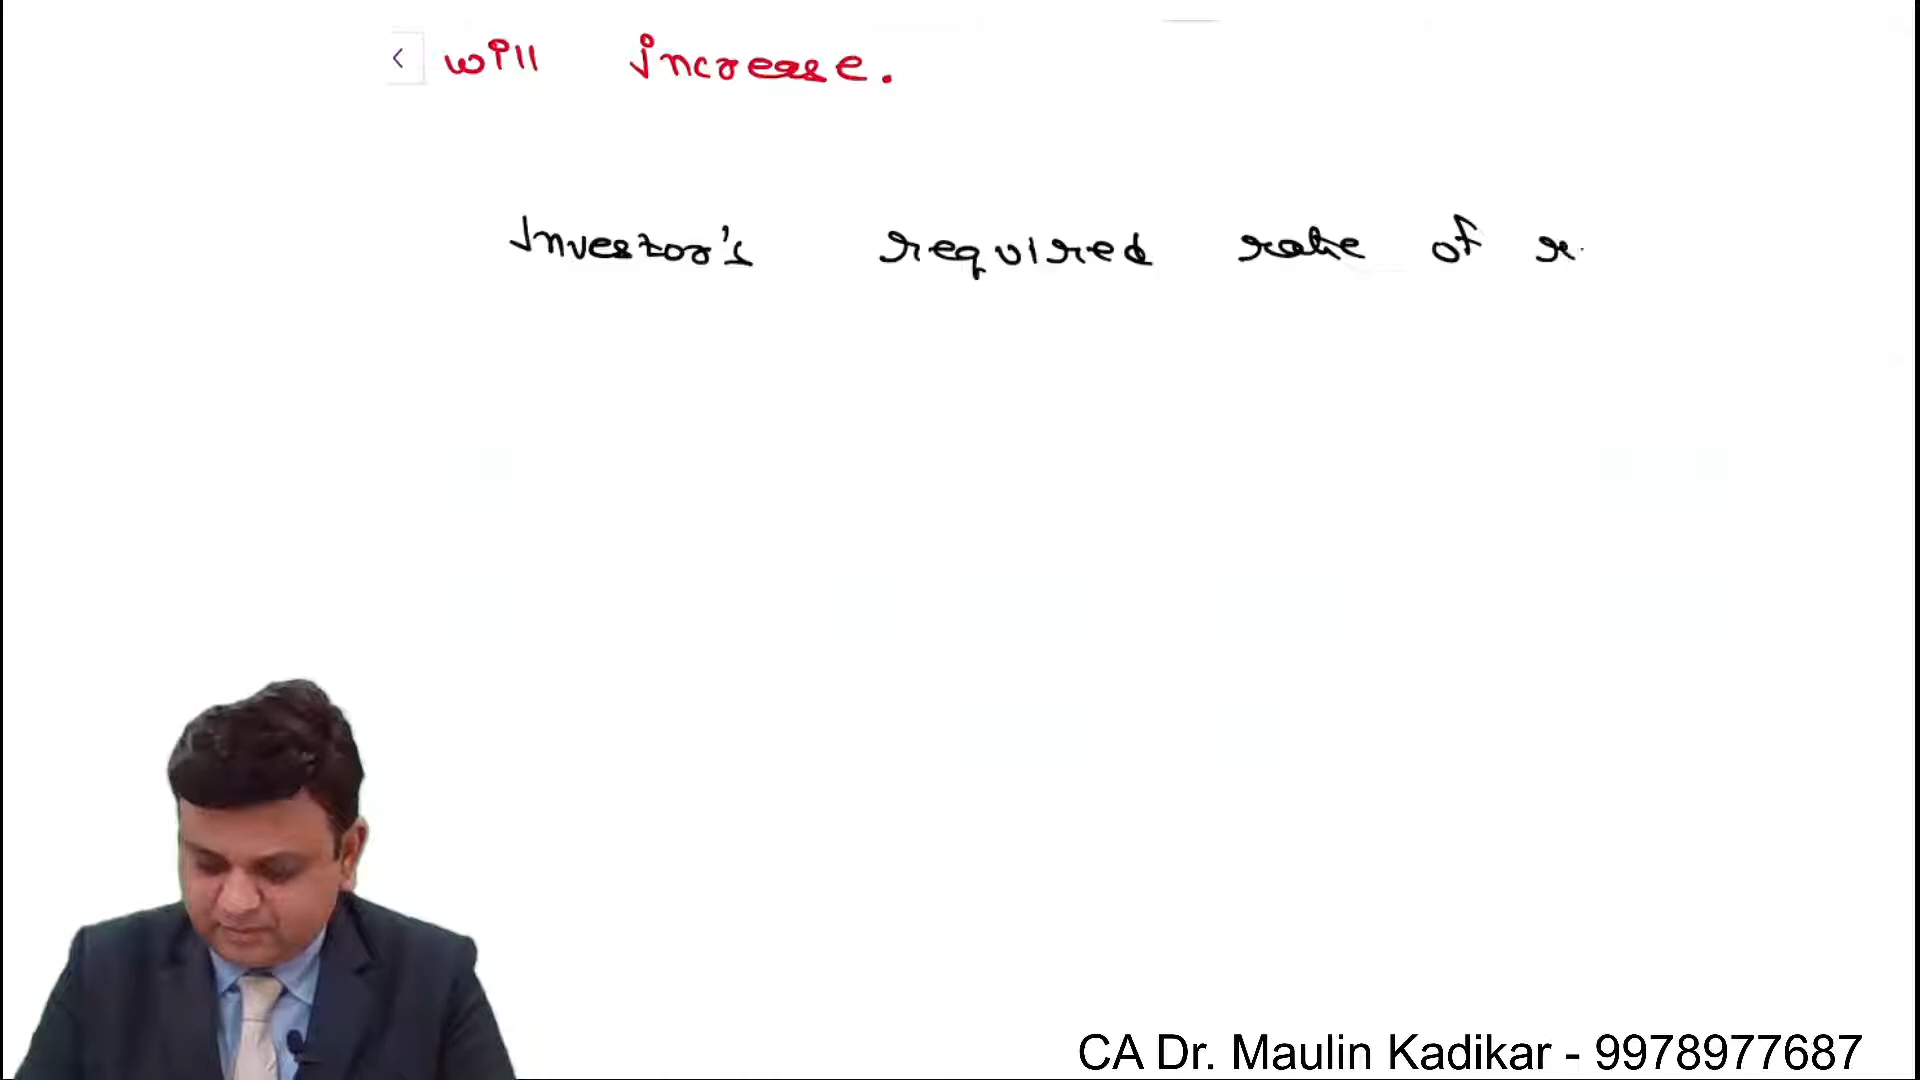 < will increase.
Investor's required rate of r
CA Dr. Maulin Kadikar - 9978977687